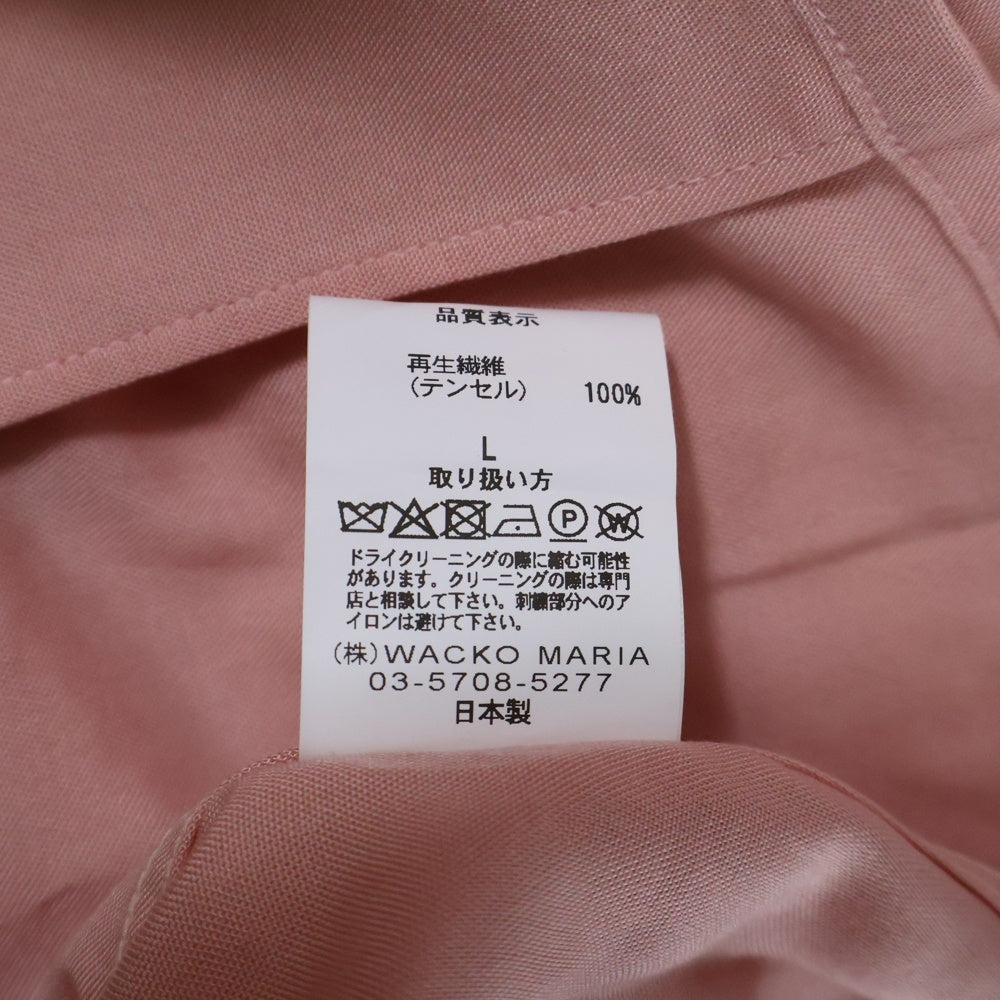 品質表示
再生繊維
(テンセル) 100%
L
取り扱い方
P W
ドライクリーニングの際に縮む可能性
があります。クリーニングの際は専門
店と相談して下さい。刺繍部分へのア
イロンは避けて下さい。
(株)WACKO MARIA
03-5708-5277
日本製